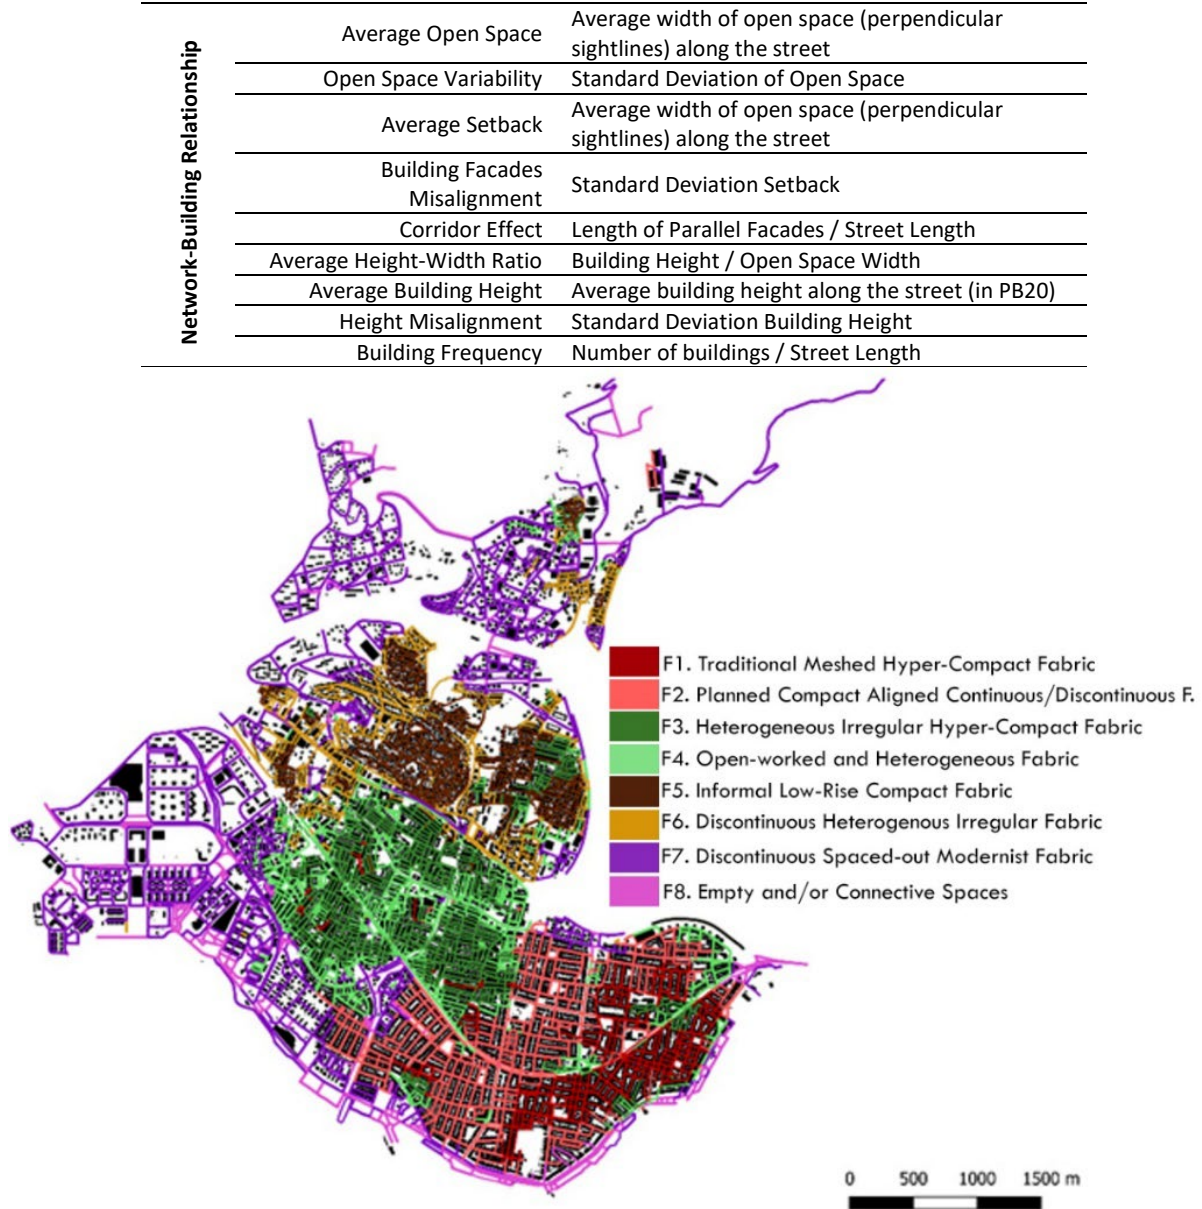 Network-Building Relationship
Average Open Space
Average width of open space (perpendicular
sightlines) along the street
Open Space Variability
Standard Deviation of Open Space
Average Setback
Average width of open space (perpendicular
sightlines) along the street
Building Facades
Misalignment
Standard Deviation Setback
Corridor Effect
Length of Parallel Facades / Street Length
Average Height-Width Ratio
Building Height / Open Space Width
Average Building Height
Average building height along the street (in PB20)
Height Misalignment
Standard Deviation Building Height
Building Frequency
Number of buildings / Street Length
F1. Traditional Meshed Hyper-Compact Fabric
F2. Planned Compact Aligned Continuous/Discontinuous F.
F3. Heterogeneous Irregular Hyper-Compact Fabric
F4. Open-worked and Heterogeneous Fabric
F5. Informal Low-Rise Compact Fabric
F6. Discontinuous Heterogenous Irregular Fabric
F7. Discontinuous Spaced-out Modernist Fabric
F8. Empty and/or Connective Spaces
0 500 1000 1500 m